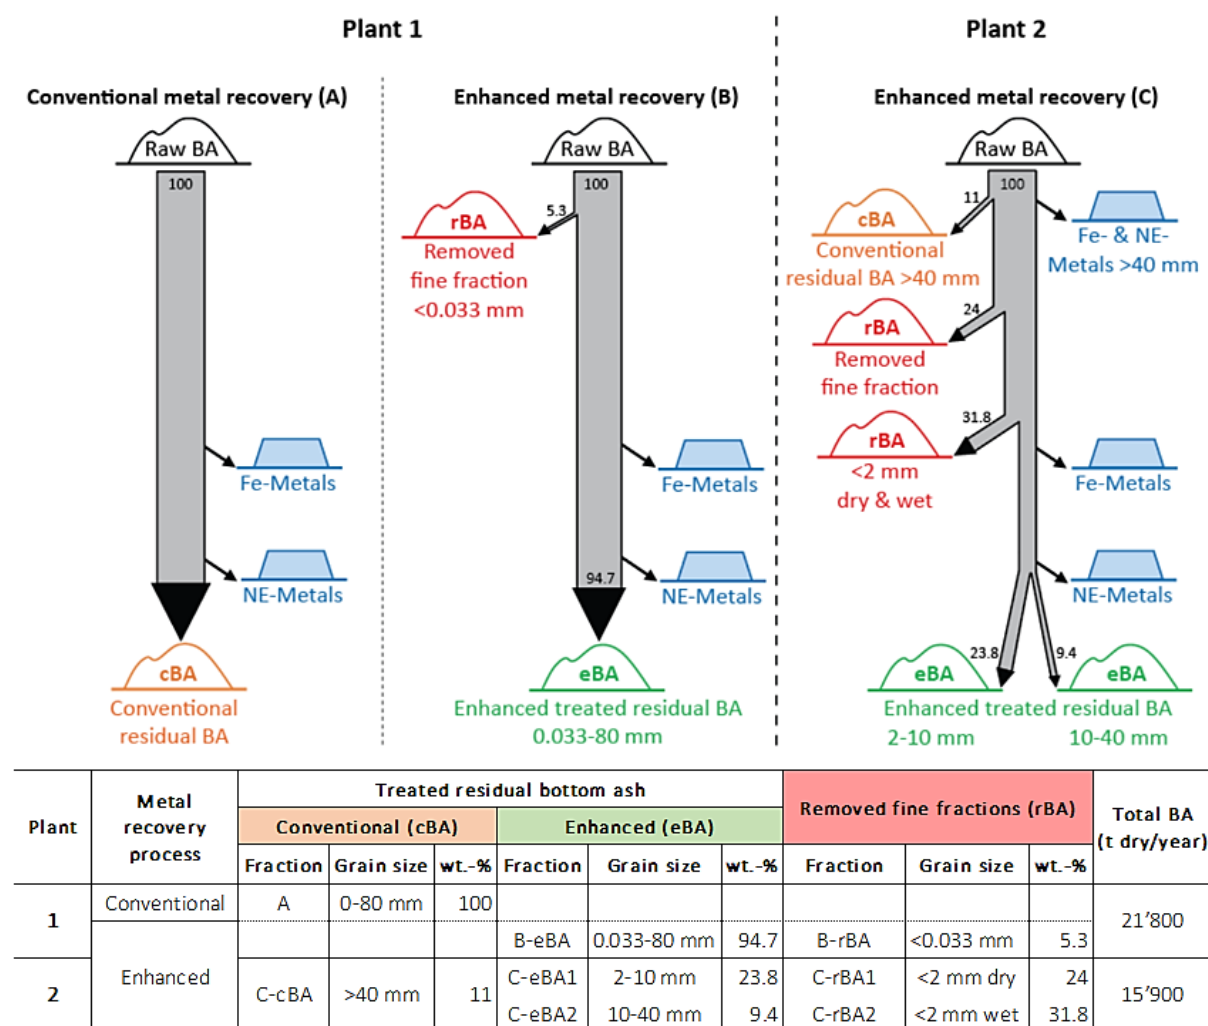 Plant 1
Plant 2
Conventional metal recovery (A)
Enhanced metal recovery (B)
Enhanced metal recovery (C)
Raw BA
100
Fe-Metals
NE-Metals
cBA
Conventional
residual BA
Raw BA
100
5.3
rBA
Removed
fine fraction
<0.033 mm
Fe-Metals
NE-Metals
94.7
eBA
Enhanced treated residual BA
0.033-80 mm
Raw BA
100
11
cBA
Conventional
residual BA >40 mm
Fe- & NE-
Metals >40 mm
24
rBA
Removed
fine fraction
31.8
rBA
<2 mm
dry & wet
Fe-Metals
NE-Metals
23.8
9.4
eBA
eBA
Enhanced treated residual BA
2-10 mm
10-40 mm
Plant
Metal
recovery
process
Treated residual bottom ash
Removed fine fractions (rBA)
Total BA
(t dry/year)
Conventional (cBA)
Enhanced (eBA)
Fraction Grain size wt.-% Fraction Grain size wt.-% Fraction Grain size wt.-%
1 Conventional A 0-80 mm 100 21'800
Enhanced B-eBA 0.033-80 mm 94.7 B-rBA <0.033 mm 5.3
2 C-cBA >40 mm 11 C-eBA1 2-10 mm 23.8 C-rBA1 <2 mm dry 24 15'900
C-eBA2 10-40 mm 9.4 C-rBA2 <2 mm wet 31.8